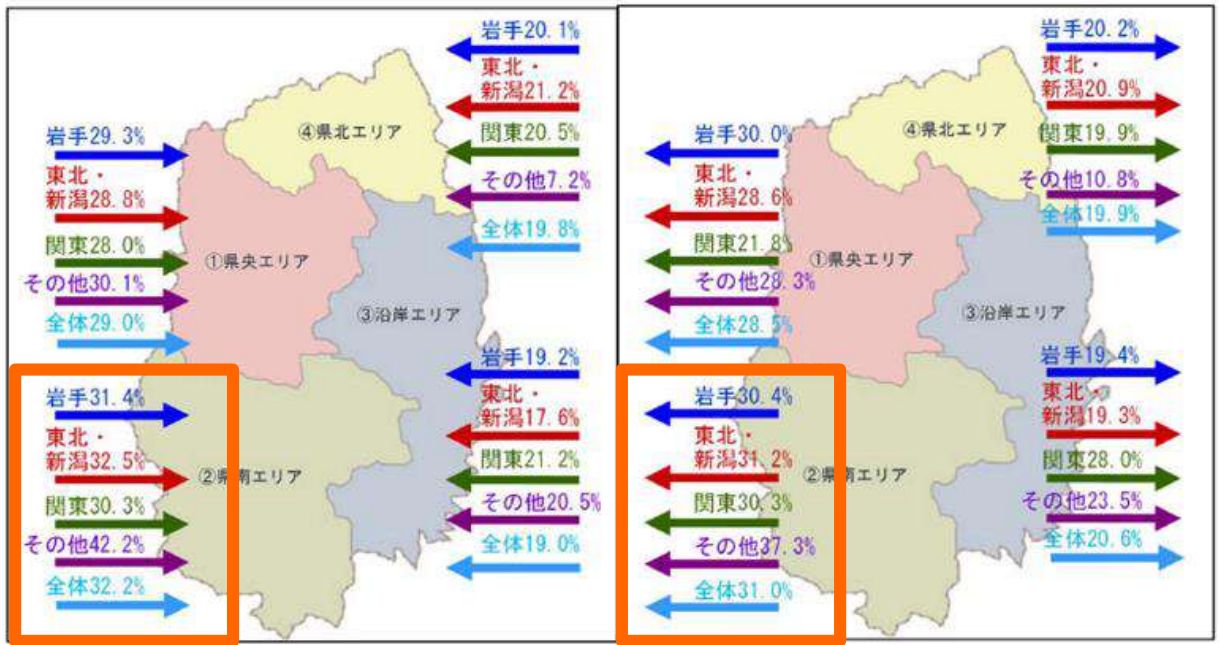 岩手20.1%
東北・
新潟21.2%
関東20.5%
その他7.2%
全体19.8%
④県北エリア
岩手29.3%
東北・
新潟28.8%
関東28.0%
その他30.1%
全体29.0%
①県央エリア
③沿岸エリア
岩手19.2%
東北・
新潟17.6%
関東21.2%
その他20.5%
全体19.0%
岩手31.4%
東北・
新潟32.5%
関東30.3%
その他42.2%
全体32.2%
②県南エリア
岩手20.2%
東北・
新潟20.9%
関東19.9%
その他10.8%
全体19.9%
④県北エリア
岩手30.0%
東北・
新潟28.6%
関東21.8%
その他28.3%
全体28.5%
①県央エリア
③沿岸エリア
岩手19.4%
東北・
新潟19.3%
関東28.0%
その他23.5%
全体20.6%
岩手30.4%
東北・
新潟31.2%
関東30.3%
その他37.3%
全体31.0%
②県南エリア